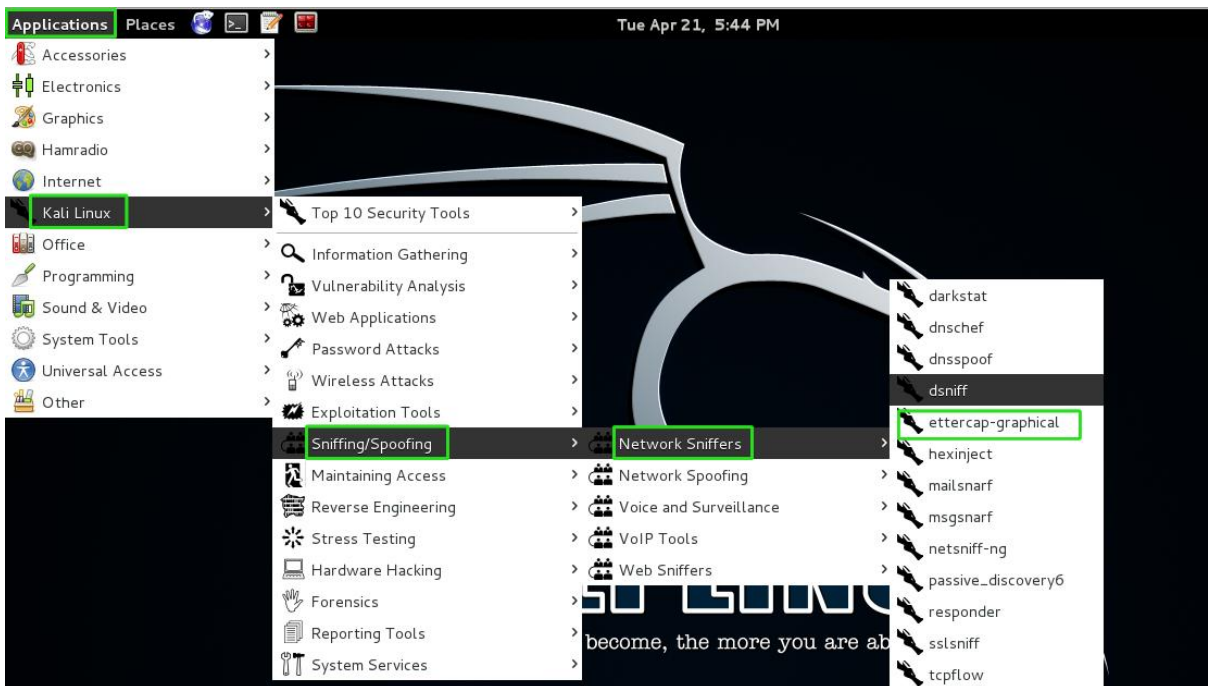 Applications Places Tue Apr 21, 5:44 PM
Accessories
Electronics
Graphics
Hamradio
Internet
Kali Linux
Office
Programming
Sound & Video
System Tools
Universal Access
Other
Top 10 Security Tools
Information Gathering
Vulnerability Analysis
Web Applications
Password Attacks
Wireless Attacks
Exploitation Tools
Sniffing/Spoofing
Maintaining Access
Reverse Engineering
Stress Testing
Hardware Hacking
Forensics
Reporting Tools
System Services
Network Sniffers
Network Spoofing
Voice and Surveillance
VoIP Tools
Web Sniffers
darkstat
dnschef
dnsspoof
dsniff
ettercap-graphical
hexinject
mailsnarf
msgsnarf
netsniff-ng
passive_discovery6
responder
sslsniff
tcpflow
become, the more you are ab